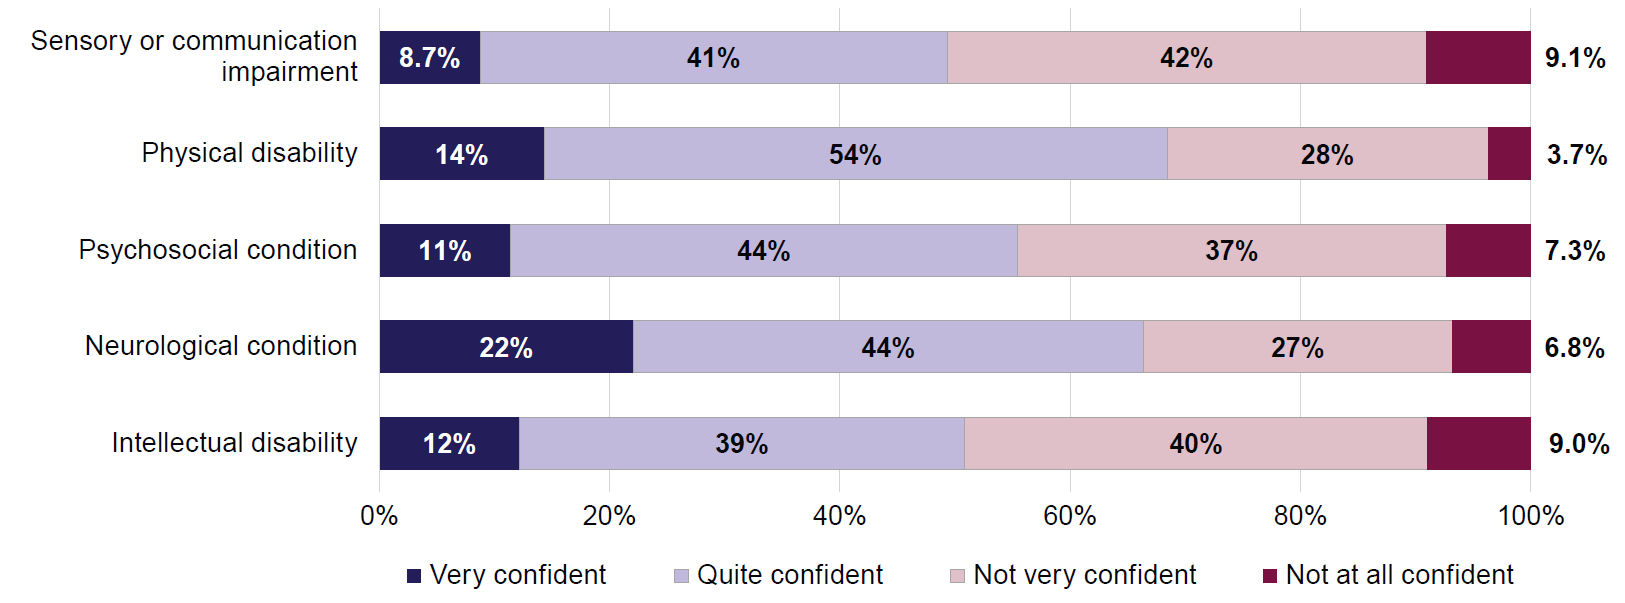 Sensory or communication
impairment
8.7% 41% 42% 9.1%
Physical disability 14% 54% 28% 3.7%
Psychosocial condition 11% 44% 37% 7.3%
Neurological condition 22% 44% 27% 6.8%
Intellectual disability 12% 39% 40% 9.0%
0% 20% 40% 60% 80% 100%
Very confident Quite confident Not very confident Not at all confident